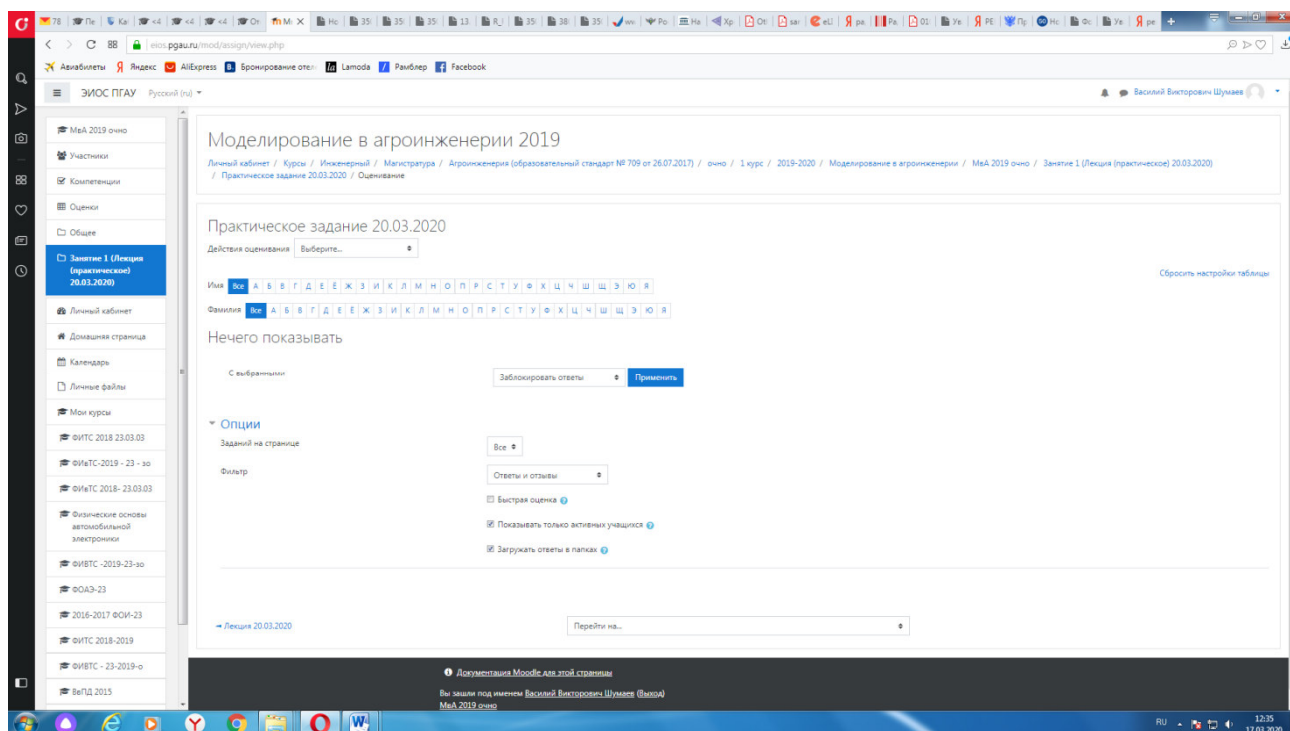 eios.pgau.ru/mod/assign/view.php
Авиабилеты Яндекс AliExpress Бронирование отел Lamoda Рамблер Facebook
ЭИОС ПГАУ Русский (ru)
Василий Викторович Шумаев
МвА 2019 очно
Участники
Компетенции
Оценки
Общее
Занятие 1 (Лекция
(практическое)
20.03.2020)
Личный кабинет
Домашняя страница
Календарь
Личные файлы
Мои курсы
ФИТС 2018 23.03.03
ФИвТС-2019 - 23 - зо
ФИвТС 2018- 23.03.03
Физические основы
автомобильной
электроники
ФИВТС -2019-23-зо
ФОАЭ-23
2016-2017 ФОИ-23
ФИТС 2018-2019
ФИВТС - 23-2019-о
ВеПД 2015
Моделирование в агроинженерии 2019
Личный кабинет / Курсы / Инженерный / Магистратура / Агроинженерия (образовательный стандарт № 709 от 26.07.2017) / очно / 1 курс / 2019-2020 / Моделирование в агроинженерии / МеА 2019 очно / Занятие 1 (Лекция (практическое) 20.03.2020)
/ Практическое задание 20.03.2020 / Оценивание
Практическое задание 20.03.2020
Действия оценивания Выберите...
Сбросить настройки таблицы
Имя Все А Б В Г Д Е Ё Ж З И К Л М Н О П Р С Т У Ф Х Ц Ч Ш Щ Э Ю Я
Фамилия Все А Б В Г Д Е Ё Ж З И К Л М Н О П Р С Т У Ф Х Ц Ч Ш Щ Э Ю Я
Нечего показывать
С выбранными Заблокировать ответы Применить
Опции
Заданий на странице Все
Фильтр Ответы и отзывы
Быстрая оценка
Показывать только активных учащихся
Загружать ответы в папках
Лекция 20.03.2020
Перейти на...
Документация Moodle для этой страницы
Вы зашли под именем Василий Викторович Шумаев (Выход)
МеА 2019 очно
RU
12:35
17.03.2020